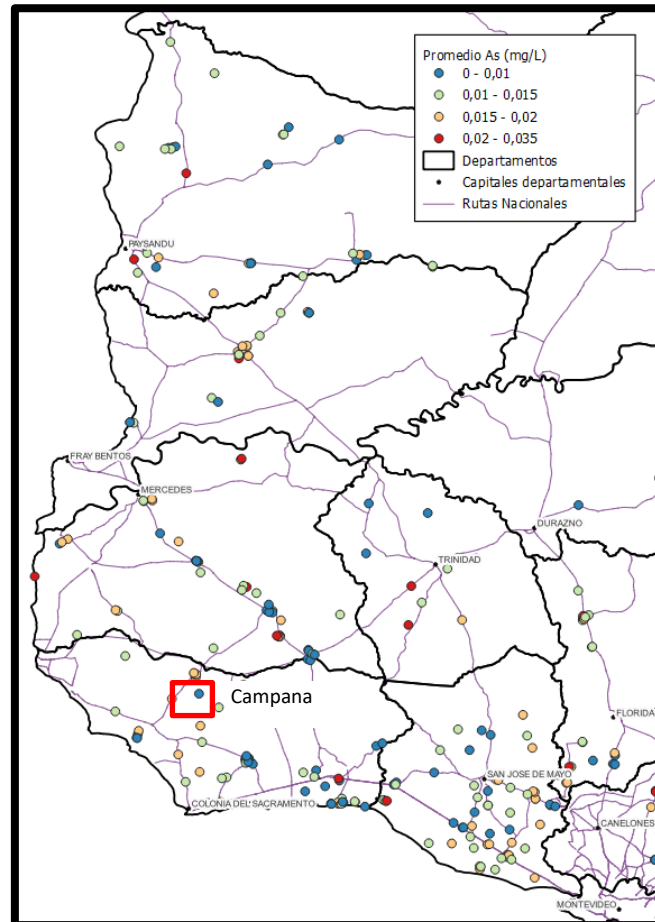 Promedio As (mg/L)
0 - 0,01
0,01 - 0,015
0,015 - 0,02
0,02 - 0,035
Departamentos
Capitales departamentales
Rutas Nacionales
PAYSANDU
FRAY BENTOS
MERCEDES
DURAZNO
TRINIDAD
Campana
FLORIDA
SAN JOSE DE MAYO
COLONIA DEL SACRAMENTO
CANELONES
MONTEVIDEO